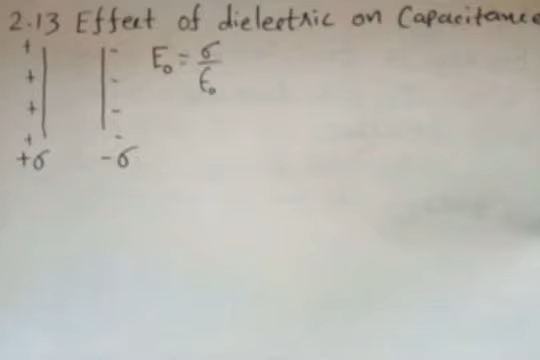 2.13 Effect of dielectric on Capacitance
+ - E₀ = σ/ε₀
+ -
+ -
+ -
+σ -σ